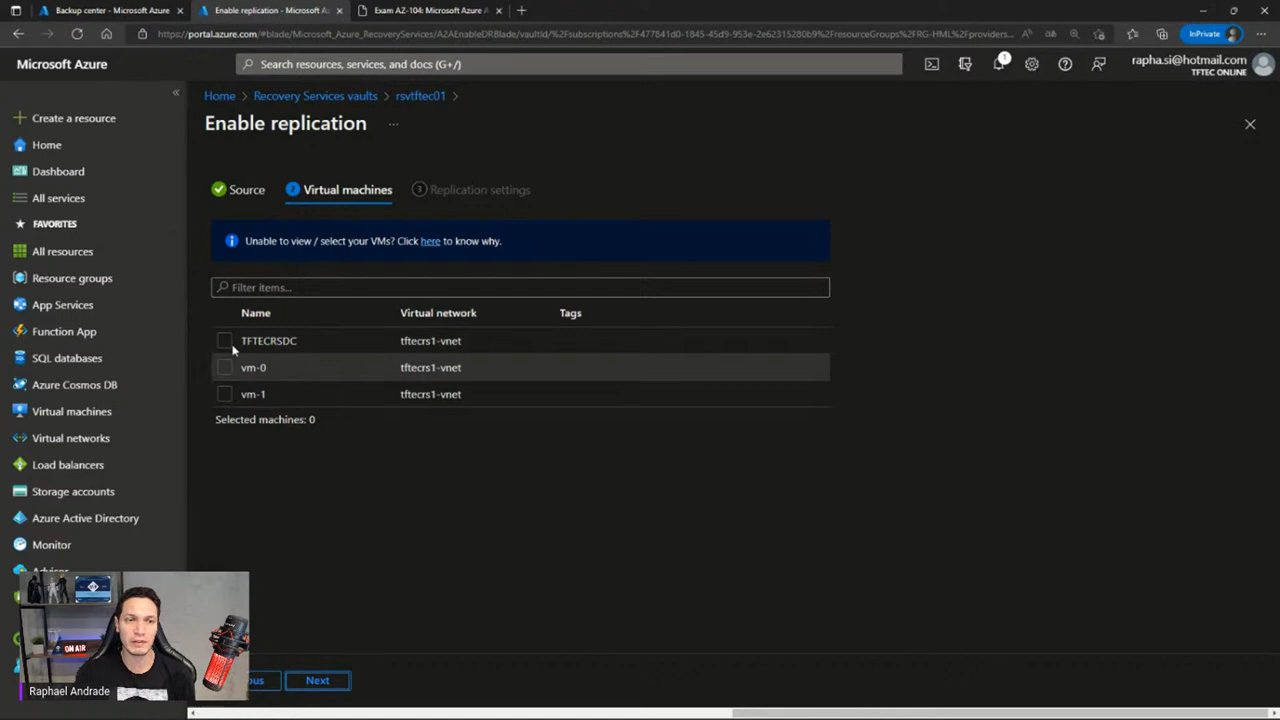 Backup center - Microsoft Azure
Enable replication - Microsoft Az
Exam AZ-104: Microsoft Azure A
https://portal.azure.com/#blade/Microsoft_Azure_RecoveryServices/A2AEnableDRBlade/vaultId/%2Fsubscriptions%2F477841d0-1845-45d9-953e-2e62315280b9%2FresourceGroups%2FRG-HML%2Fproviders...
InPrivate
Microsoft Azure
Search resources, services, and docs (G+/)
1
rapha.si@hotmail.com
TFTEC ONLINE
Home > Recovery Services vaults > rsvtftec01 >
Enable replication ...
Create a resource
Home
Dashboard
All services
FAVORITES
All resources
Resource groups
App Services
Function App
SQL databases
Azure Cosmos DB
Virtual machines
Virtual networks
Load balancers
Storage accounts
Azure Active Directory
Monitor
Source
2 Virtual machines
3 Replication settings
Unable to view / select your VMs? Click here to know why.
Filter items...
Name Virtual network Tags
TFTECRSDC tftecrs1-vnet
vm-0 tftecrs1-vnet
vm-1 tftecrs1-vnet
Selected machines: 0
ON AIR
Raphael Andrade
ous
Next